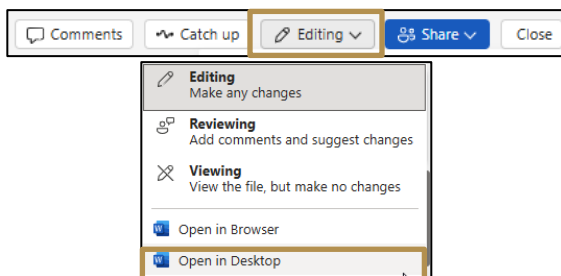 Comments Catch up Editing Share Close
Editing
Make any changes
Reviewing
Add comments and suggest changes
Viewing
View the file, but make no changes
Open in Browser
Open in Desktop